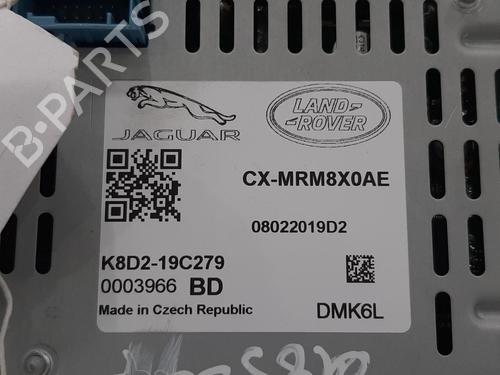 B-PARTS
JAGUAR
LAND-
ROVER
CX-MRM8X0AE
08022019D2
K8D2-19C279
0003966 BD
Made in Czech Republic
DMK6L